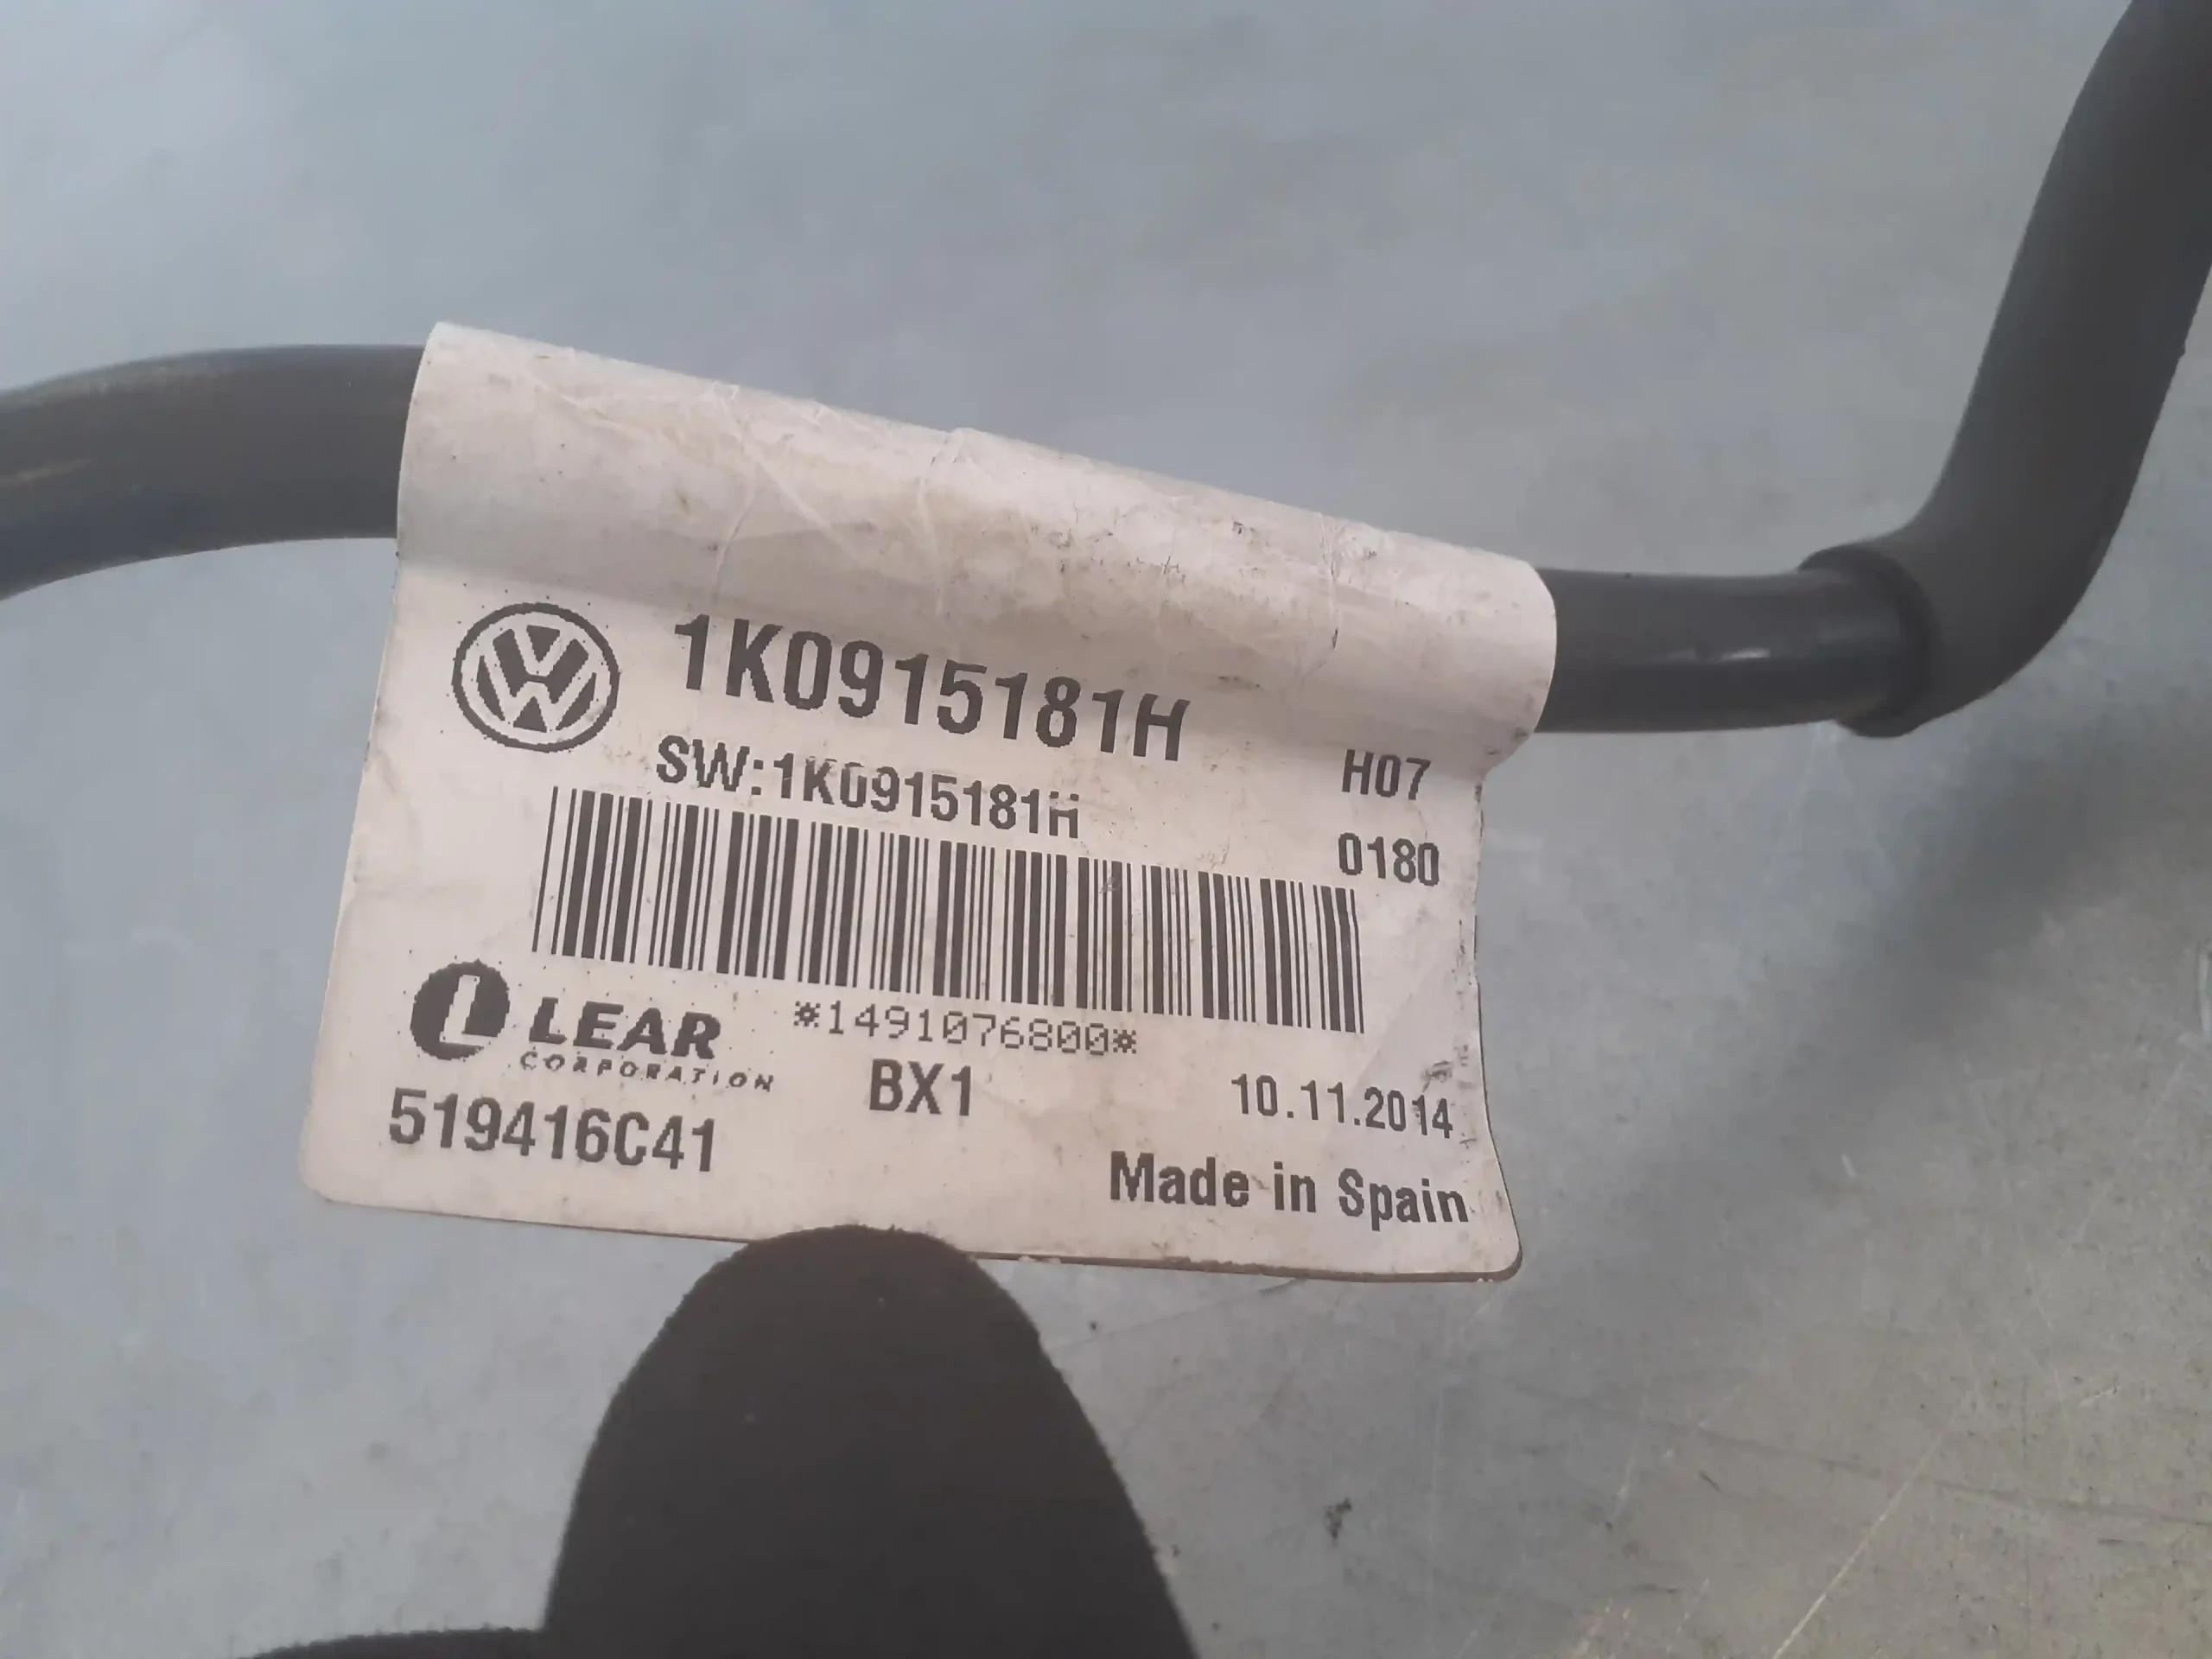 1K0915181H
SW:1K0915181H
H07
0180
*1491076800*
LEAR
CORPORATION
BX1
10.11.2014
519416C41
Made in Spain